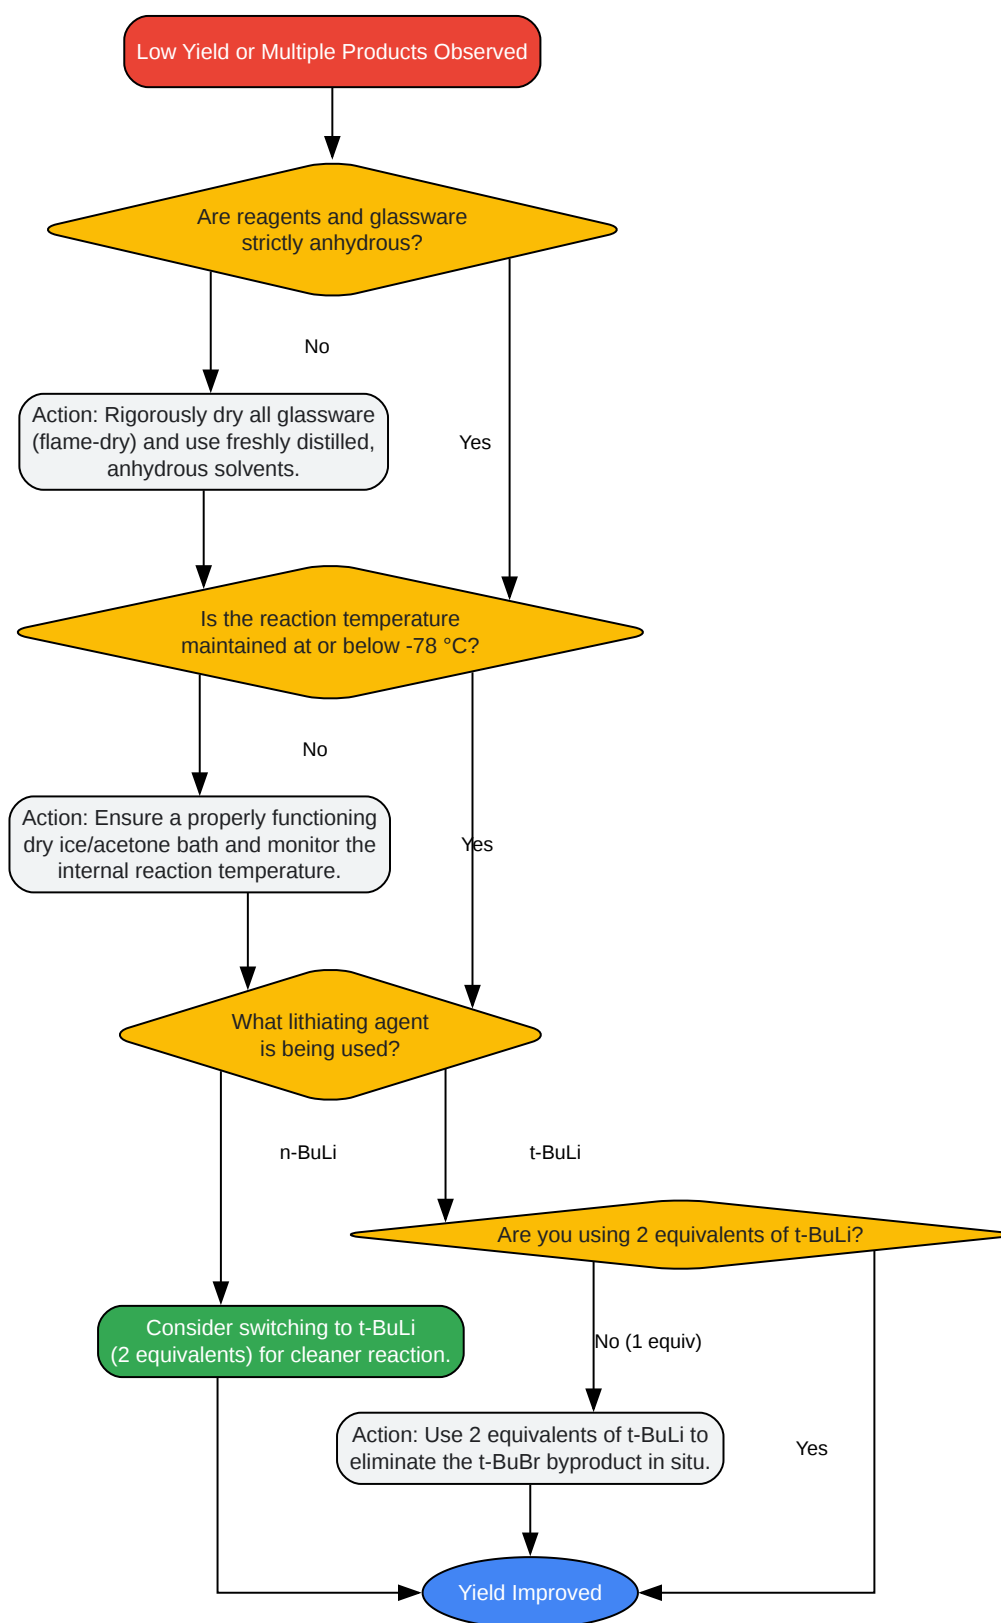 Low Yield or Multiple Products Observed
Are reagents and glassware
strictly anhydrous?
No
Action: Rigorously dry all glassware
(flame-dry) and use freshly distilled,
anhydrous solvents.
Yes
Is the reaction temperature
maintained at or below -78 °C?
No
Action: Ensure a properly functioning
dry ice/acetone bath and monitor the
internal reaction temperature.
Yes
What lithiating agent
is being used?
n-BuLi
t-BuLi
Are you using 2 equivalents of t-BuLi?
Consider switching to t-BuLi
(2 equivalents) for cleaner reaction.
No (1 equiv)
Action: Use 2 equivalents of t-BuLi to
eliminate the t-BuBr byproduct in situ.
Yes
Yield Improved